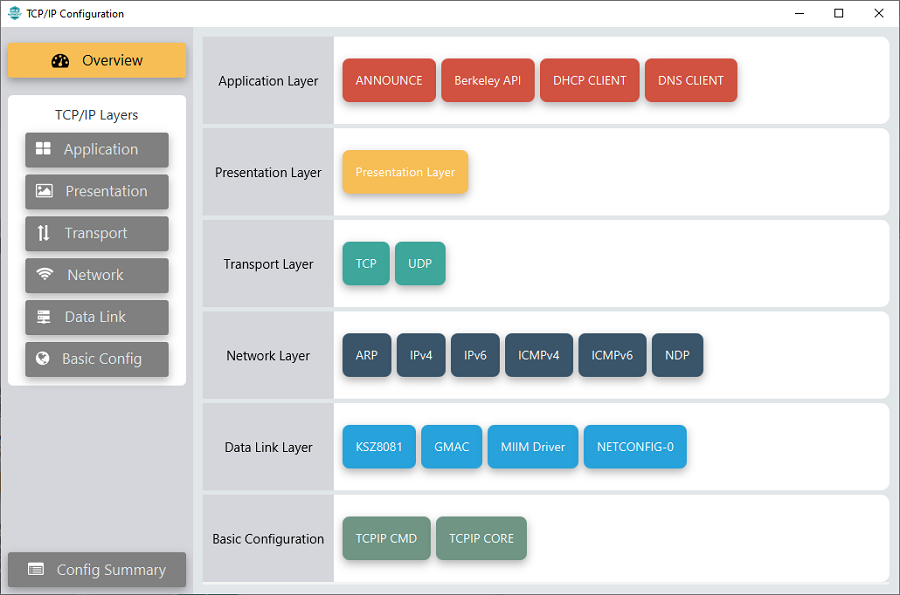 TCP/IP Configuration
Overview
TCP/IP Layers
Application
Presentation
Transport
Network
Data Link
Basic Config
Config Summary
Application Layer
ANNOUNCE
Berkeley API
DHCP CLIENT
DNS CLIENT
Presentation Layer
Presentation Layer
Transport Layer
TCP
UDP
Network Layer
ARP
IPv4
IPv6
ICMPv4
ICMPv6
NDP
Data Link Layer
KSZ8081
GMAC
MIIM Driver
NETCONFIG-0
Basic Configuration
TCPIP CMD
TCPIP CORE